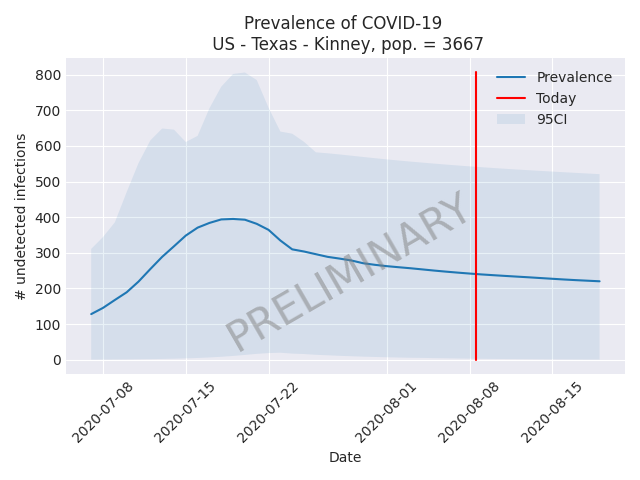 Prevalence of COVID-19
US - Texas - Kinney, pop. = 3667
800
700
600
500
400
300
200
100
0
# undetected infections
Prevalence
Today
95CI
PRELIMINARY
2020-07-08
2020-07-15
2020-07-22
2020-08-01
2020-08-08
2020-08-15
Date